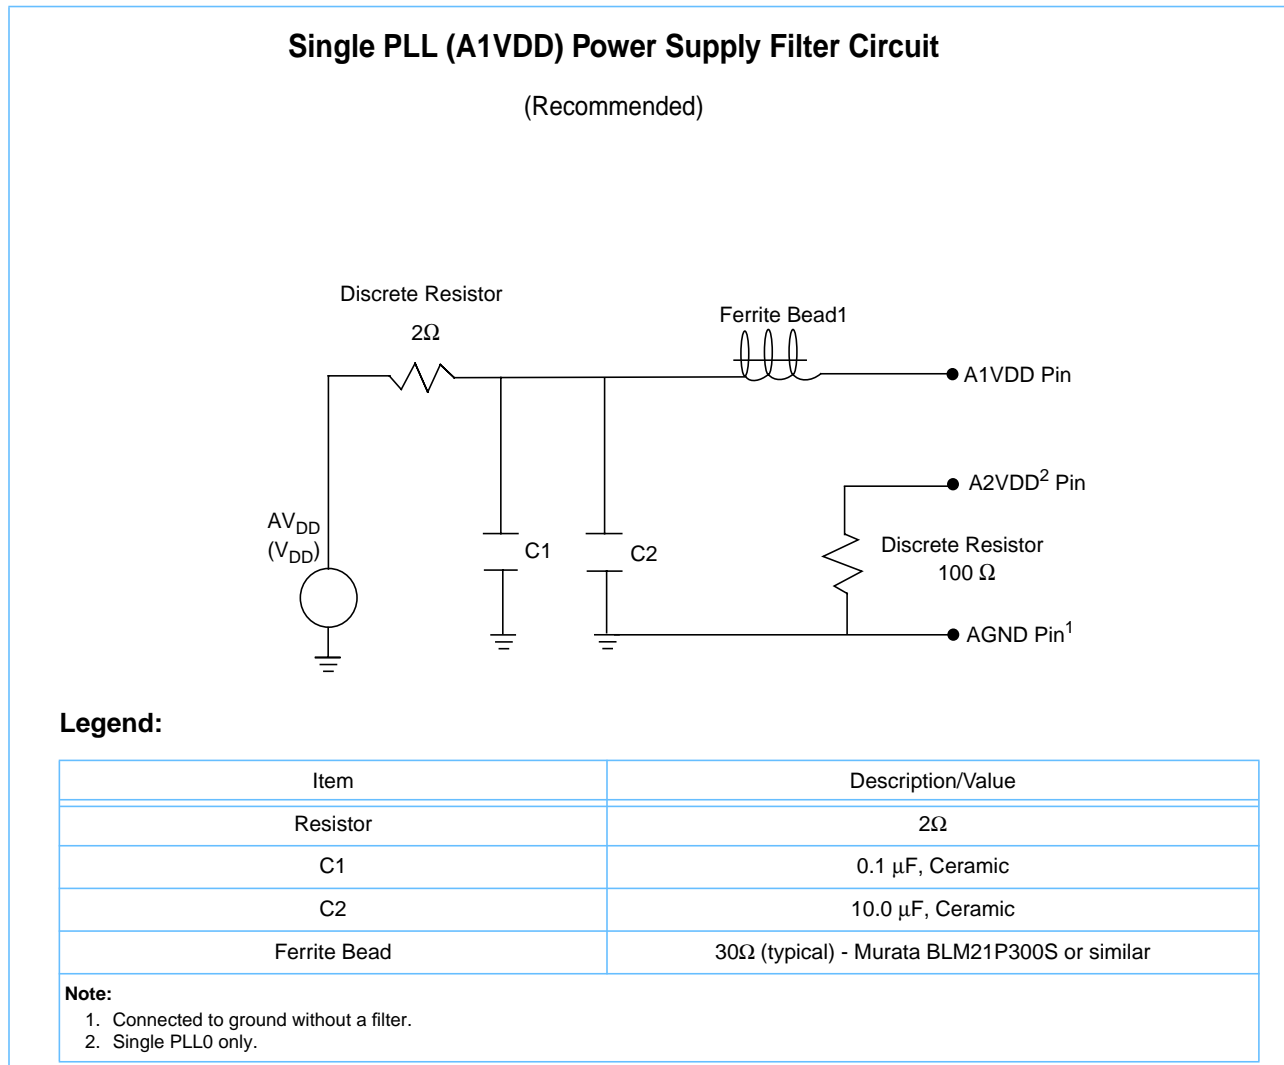 Single PLL (A1VDD) Power Supply Filter Circuit
(Recommended)
Discrete Resistor
2Ω
Ferrite Bead1
A1VDD Pin
A2VDD² Pin
AV_DD
(V_DD)
C1
C2
Discrete Resistor
100 Ω
AGND Pin¹
Legend:
Item Description/Value
Resistor 2Ω
C1 0.1 μF, Ceramic
C2 10.0 μF, Ceramic
Ferrite Bead 30Ω (typical) - Murata BLM21P300S or similar
Note:
1. Connected to ground without a filter.
2. Single PLL0 only.